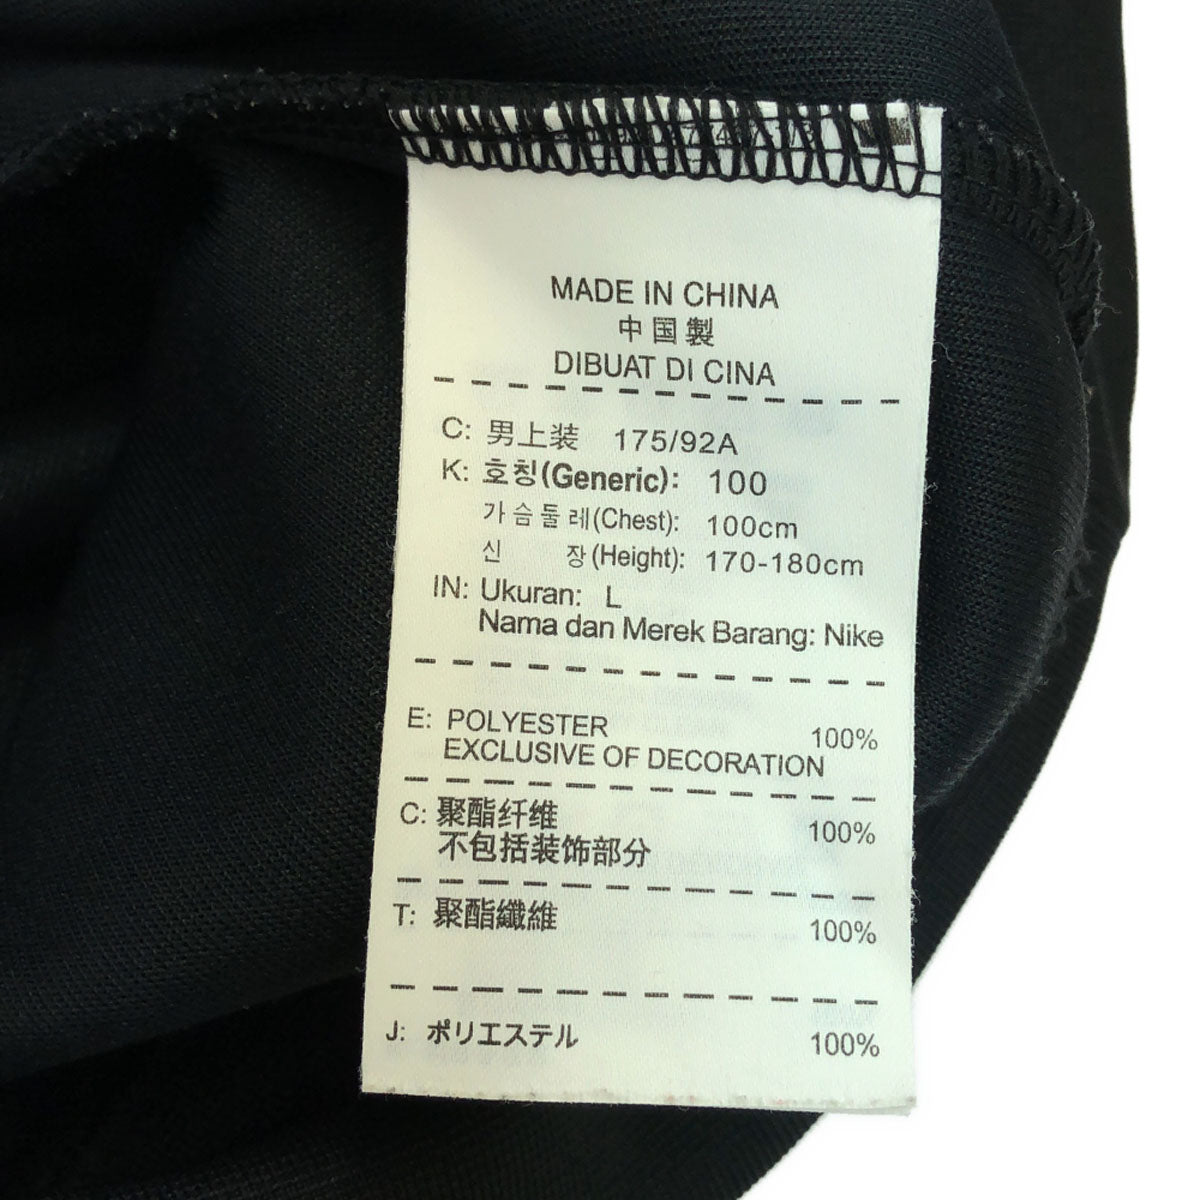 MADE IN CHINA
中国製
DIBUAT DI CINA
C: 男上装 175/92A
K: 호칭(Generic): 100
가슴둘레(Chest): 100cm
신 장(Height): 170-180cm
IN: Ukuran: L
Nama dan Merek Barang: Nike
E: POLYESTER 100%
EXCLUSIVE OF DECORATION
C: 聚酯纤维 100%
不包括装饰部分
T: 聚酯纖維 100%
J: ポリエステル 100%